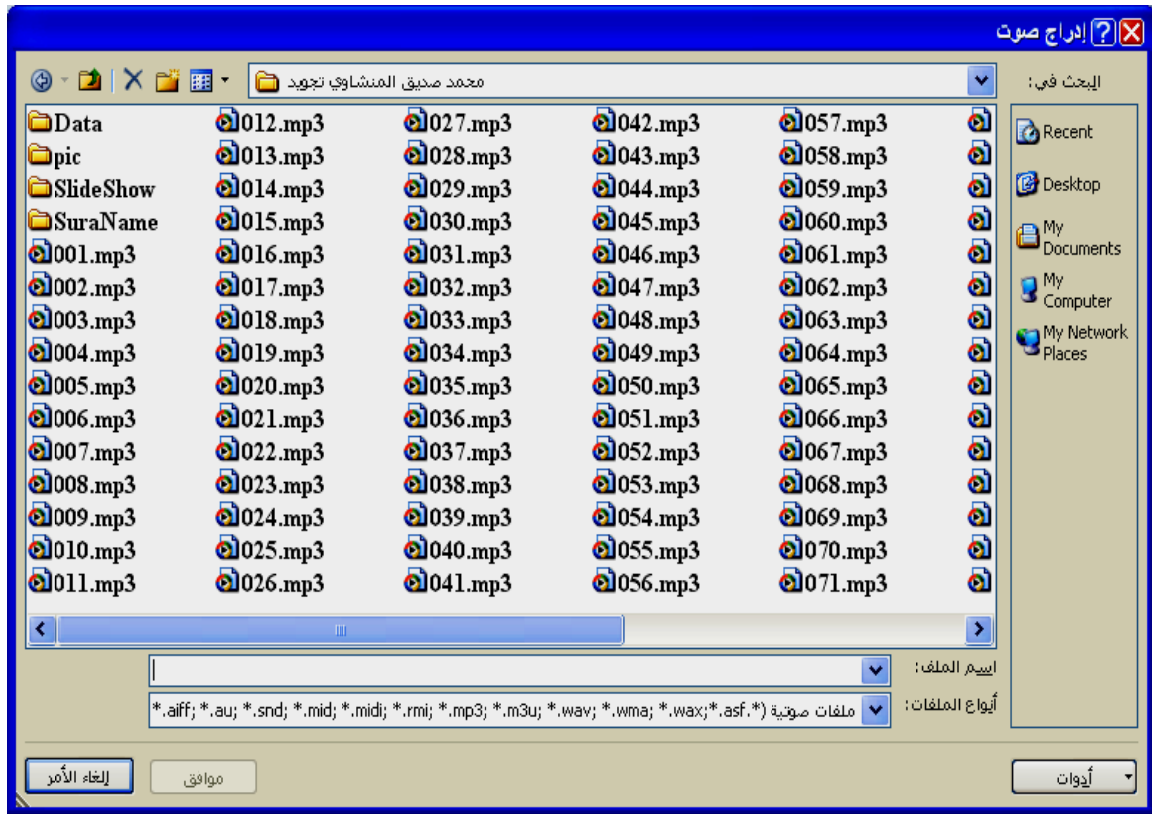 إدراج صوت
البحث في:
محمد صديق المنشاوي تجويد
Recent
Desktop
My
Documents
My
Computer
My Network
Places
Data
pic
SlideShow
SuraName
001.mp3
002.mp3
003.mp3
004.mp3
005.mp3
006.mp3
007.mp3
008.mp3
009.mp3
010.mp3
011.mp3
012.mp3
013.mp3
014.mp3
015.mp3
016.mp3
017.mp3
018.mp3
019.mp3
020.mp3
021.mp3
022.mp3
023.mp3
024.mp3
025.mp3
026.mp3
027.mp3
028.mp3
029.mp3
030.mp3
031.mp3
032.mp3
033.mp3
034.mp3
035.mp3
036.mp3
037.mp3
038.mp3
039.mp3
040.mp3
041.mp3
042.mp3
043.mp3
044.mp3
045.mp3
046.mp3
047.mp3
048.mp3
049.mp3
050.mp3
051.mp3
052.mp3
053.mp3
054.mp3
055.mp3
056.mp3
057.mp3
058.mp3
059.mp3
060.mp3
061.mp3
062.mp3
063.mp3
064.mp3
065.mp3
066.mp3
067.mp3
068.mp3
069.mp3
070.mp3
071.mp3
اسم الملف:
أنواع الملفات:
ملفات صوتية (*.aiff; *.au; *.snd; *.mid; *.midi; *.rmi; *.mp3; *.m3u; *.wav; *.wma; *.wax;*.asf.*
أدوات
موافق
إلغاء الأمر